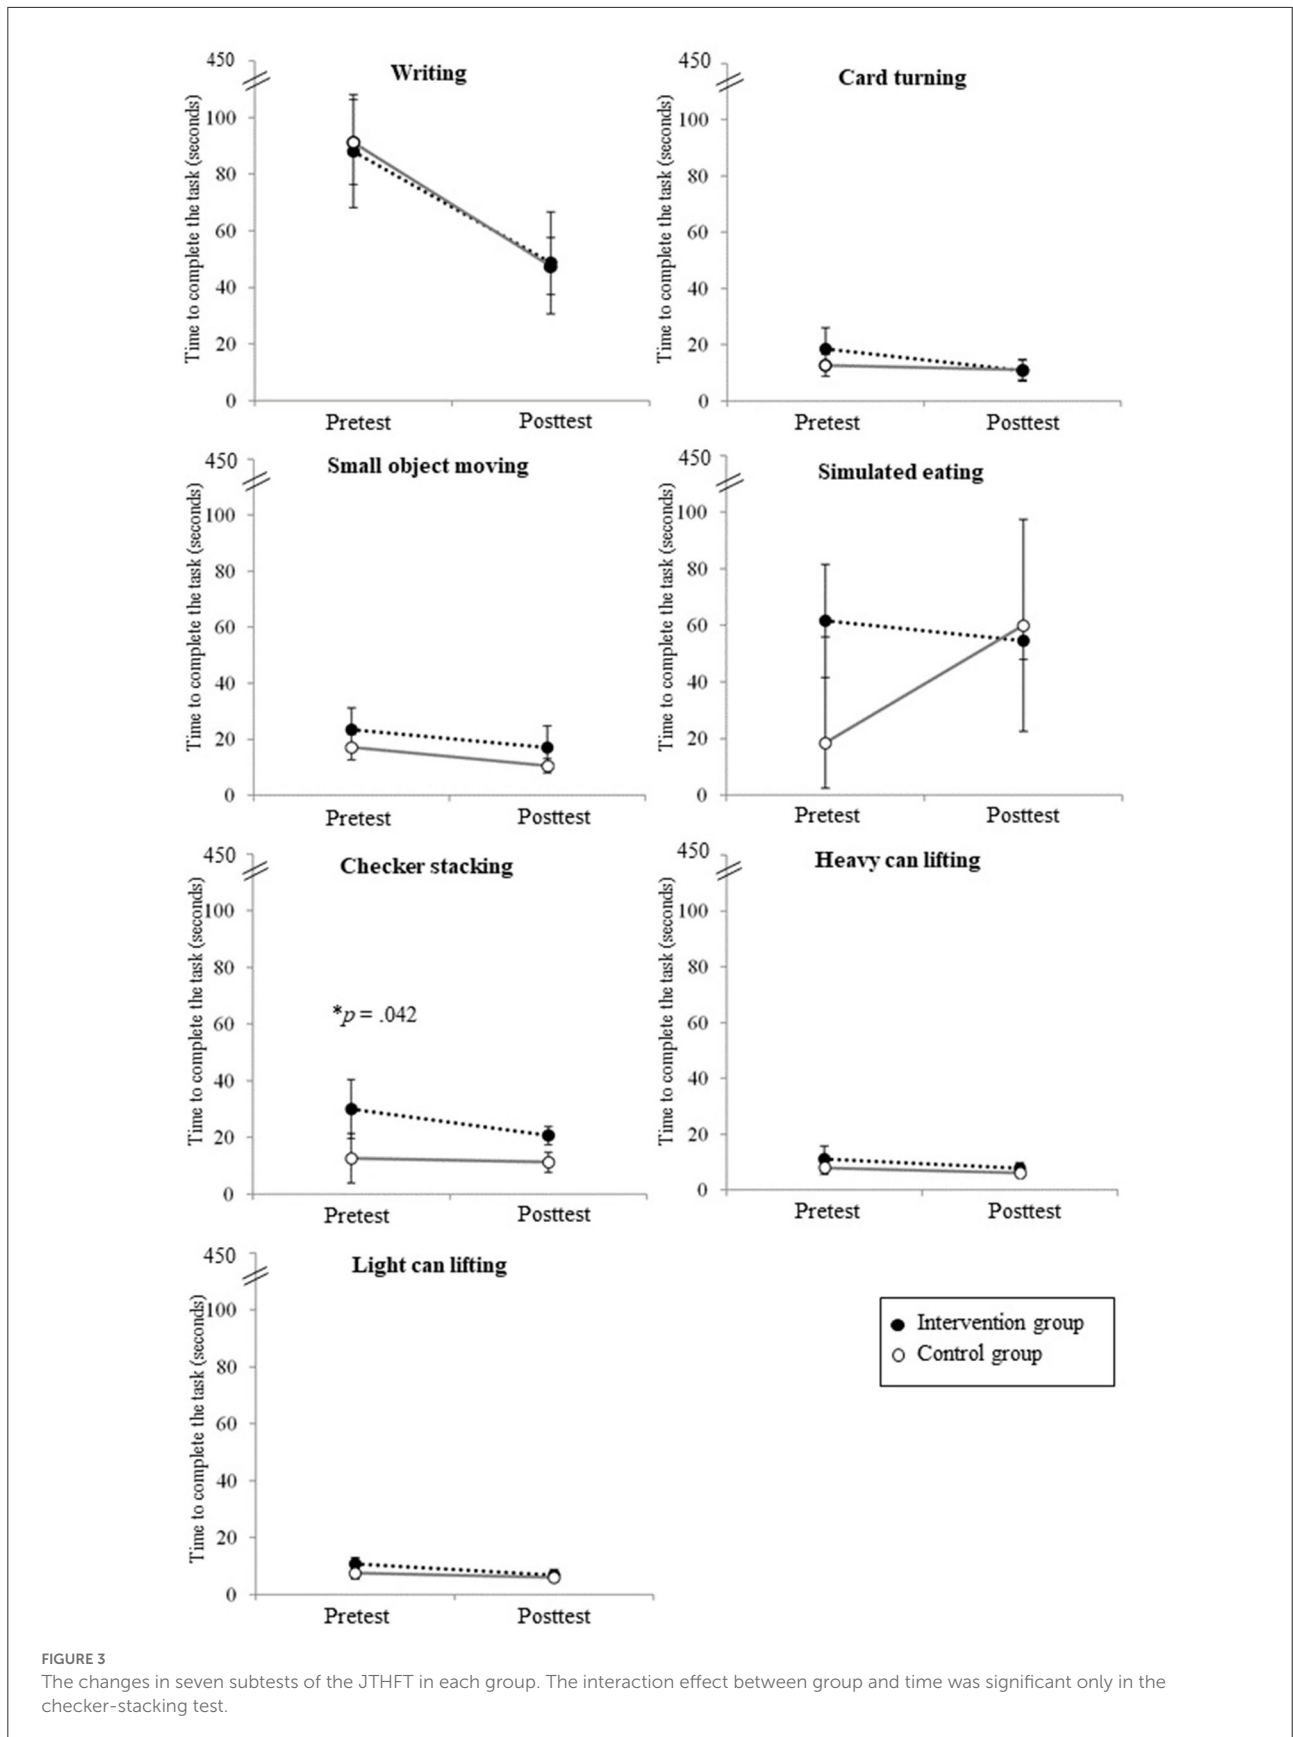 Writing
450
100
80
60
40
20
0
Time to complete the task (seconds)
Pretest Posttest
Card turning
450
100
80
60
40
20
0
Time to complete the task (seconds)
Pretest Posttest
Small object moving
450
100
80
60
40
20
0
Time to complete the task (seconds)
Pretest Posttest
Simulated eating
450
100
80
60
40
20
0
Time to complete the task (seconds)
Pretest Posttest
Checker stacking
450
100
80
60
40
20
0
Time to complete the task (seconds)
*p = .042
Pretest Posttest
Heavy can lifting
450
100
80
60
40
20
0
Time to complete the task (seconds)
Pretest Posttest
Light can lifting
450
100
80
60
40
20
0
Time to complete the task (seconds)
Pretest Posttest
Intervention group
Control group
FIGURE 3
The changes in seven subtests of the JTHFT in each group. The interaction effect between group and time was significant only in the
checker-stacking test.